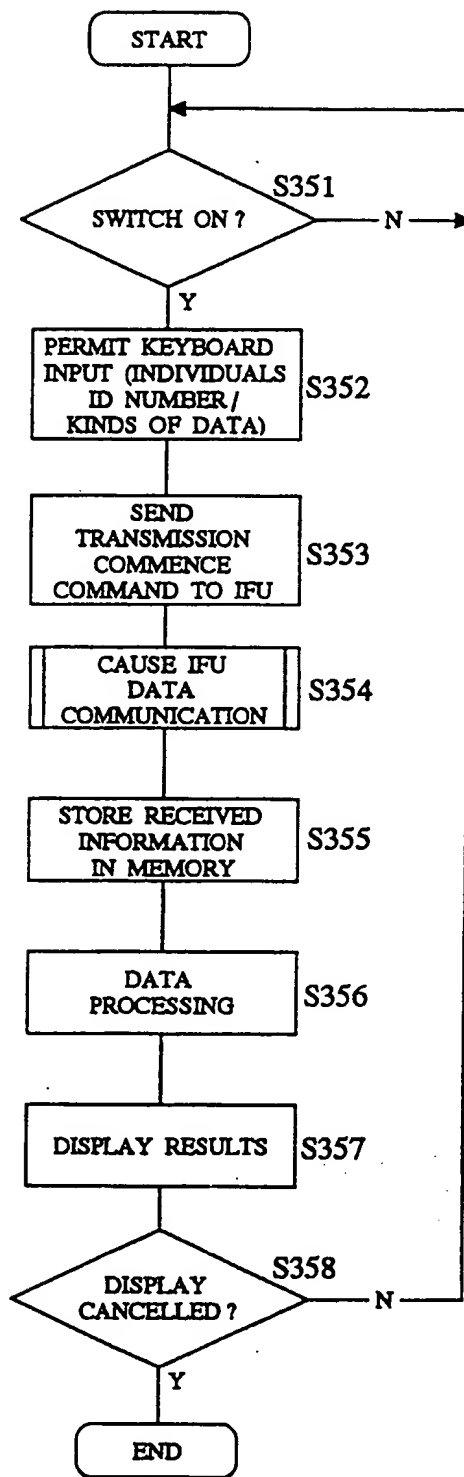 START
S351
SWITCH ON ?
N
Y
PERMIT KEYBOARD
INPUT (INDIVIDUALS
ID NUMBER /
KINDS OF DATA)
S352
SEND
TRANSMISSION
COMMENCE
COMMAND TO IFU
S353
CAUSE IFU
DATA
COMMUNICATION
S354
STORE RECEIVED
INFORMATION
IN MEMORY
S355
DATA
PROCESSING
S356
DISPLAY RESULTS
S357
S358
DISPLAY
CANCELLED ?
N
Y
END